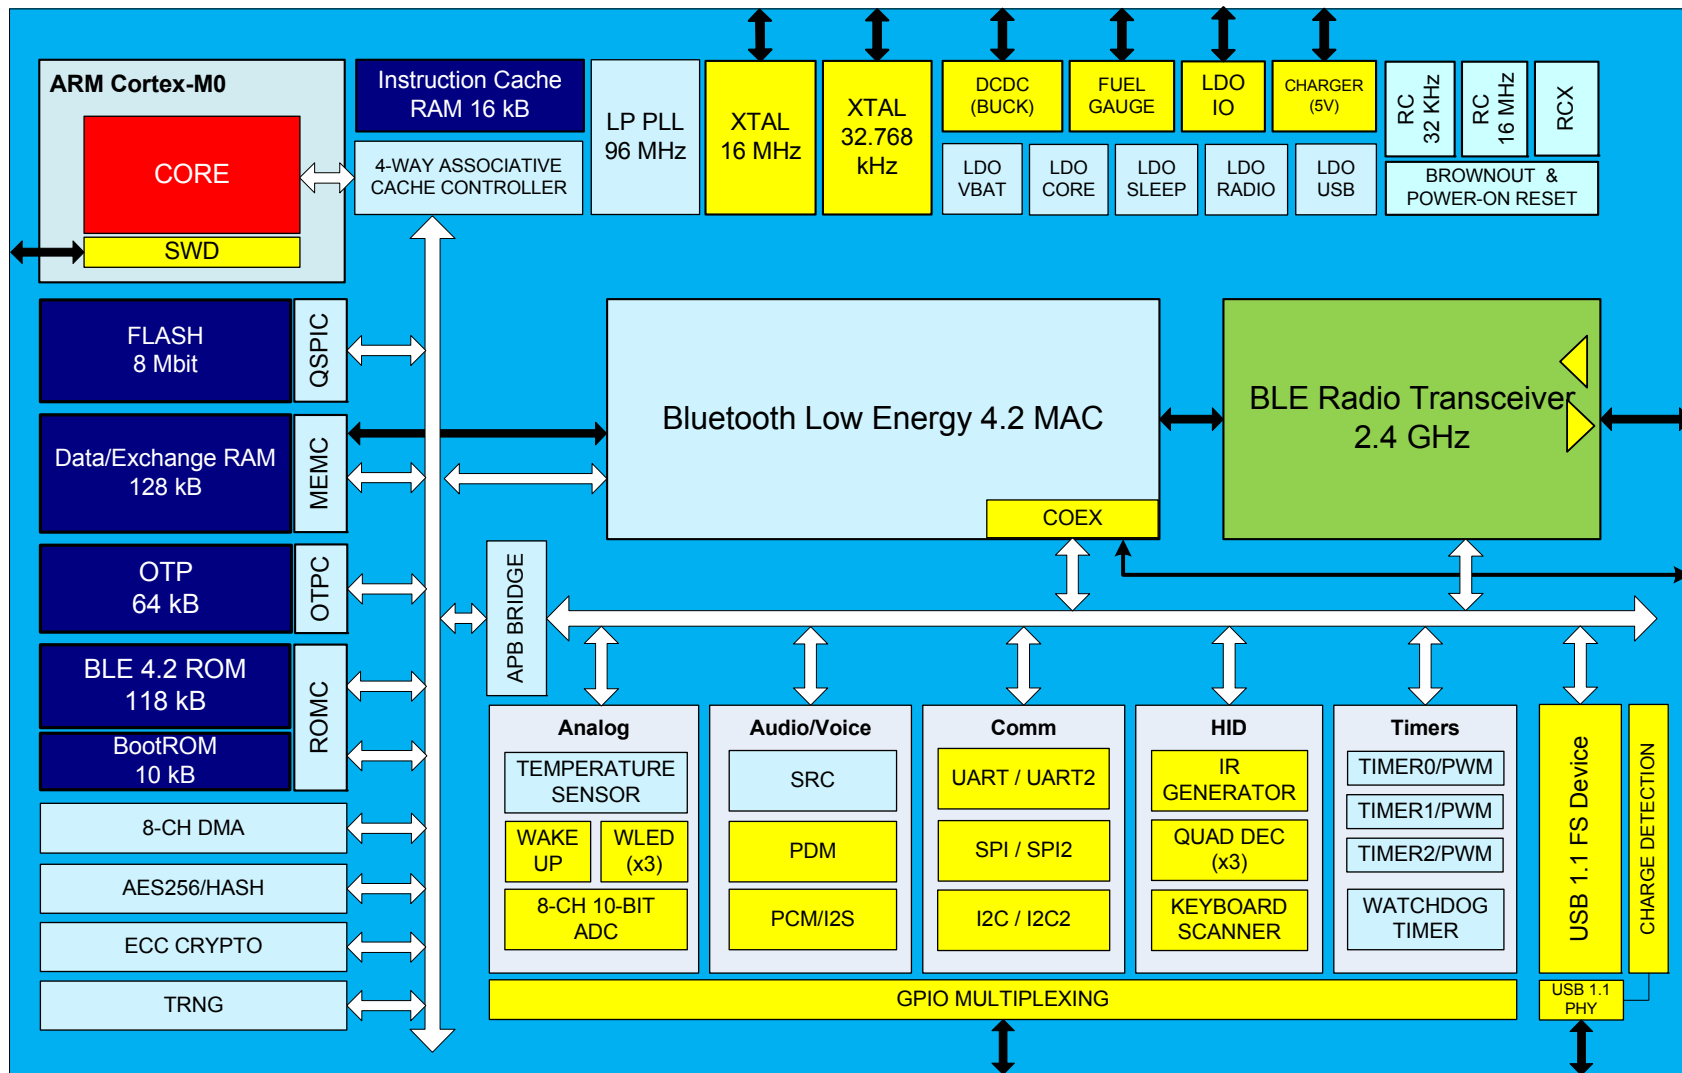 ARM Cortex-M0
CORE
SWD
Instruction Cache
RAM 16 kB
4-WAY ASSOCIATIVE
CACHE CONTROLLER
LP PLL
96 MHz
XTAL
16 MHz
XTAL
32.768
kHz
DCDC
(BUCK)
FUEL
GAUGE
LDO
IO
CHARGER
(5V)
LDO
VBAT
LDO
CORE
LDO
SLEEP
LDO
RADIO
LDO
USB
RC
32 KHz
RC
16 MHz
RCX
BROWNOUT &
POWER-ON RESET
FLASH
8 Mbit
QSPIC
Data/Exchange RAM
128 kB
MEMC
OTP
64 kB
OTPC
BLE 4.2 ROM
118 kB
BootROM
10 kB
ROMC
8-CH DMA
AES256/HASH
ECC CRYPTO
TRNG
Bluetooth Low Energy 4.2 MAC
COEX
BLE Radio Transceiver
2.4 GHz
APB BRIDGE
Analog
TEMPERATURE
SENSOR
WAKE
UP
WLED
(x3)
8-CH 10-BIT
ADC
Audio/Voice
SRC
PDM
PCM/I2S
Comm
UART / UART2
SPI / SPI2
I2C / I2C2
HID
IR
GENERATOR
QUAD DEC
(x3)
KEYBOARD
SCANNER
Timers
TIMER0/PWM
TIMER1/PWM
TIMER2/PWM
WATCHDOG
TIMER
USB 1.1 FS Device
CHARGE DETECTION
USB 1.1
PHY
GPIO MULTIPLEXING